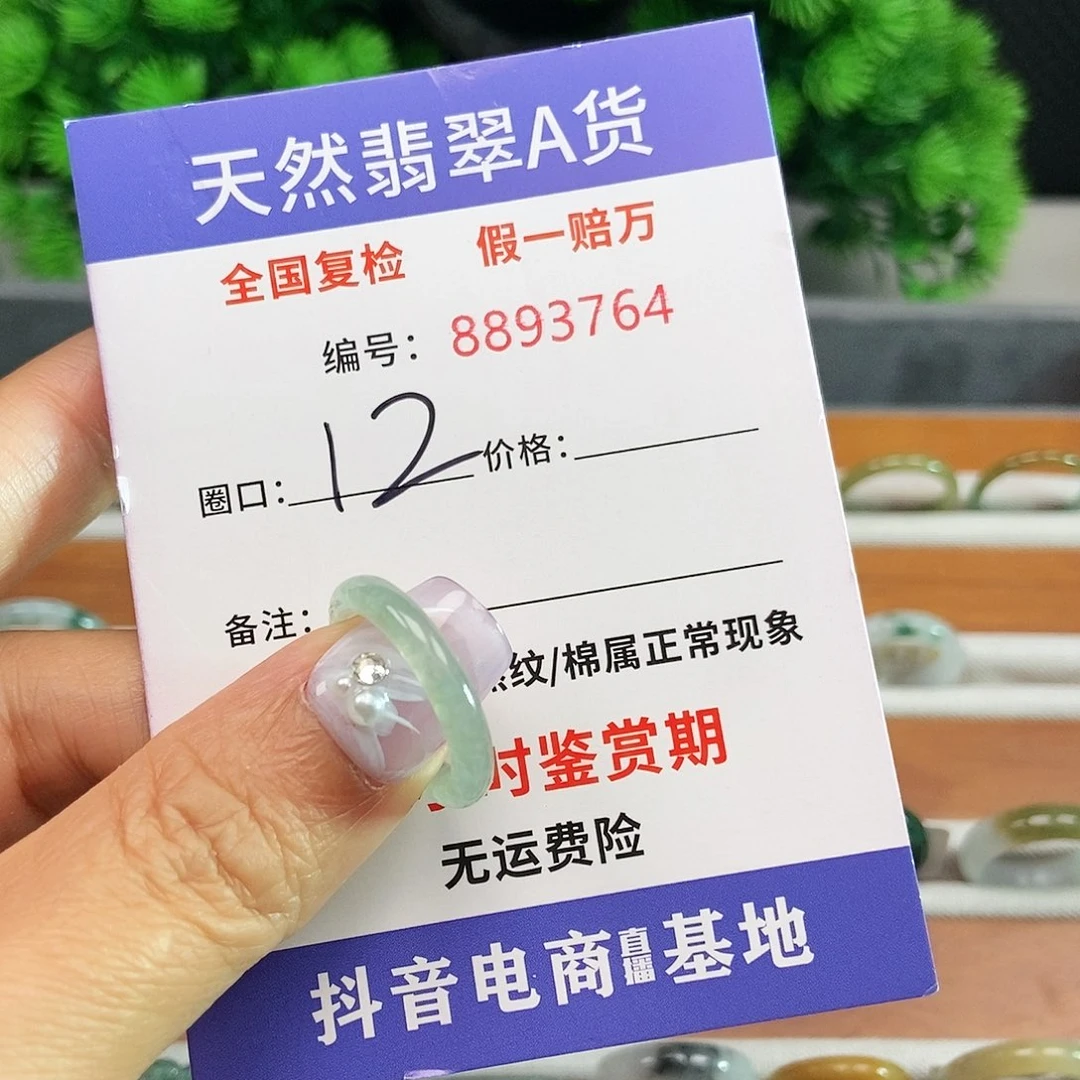 天然翡翠A货
全国复检 假一赔万
编号：8893764
圈口：12 价格：
备注：
纹/棉属正常现象
时鉴赏期
无运费险
抖音电商直播基地